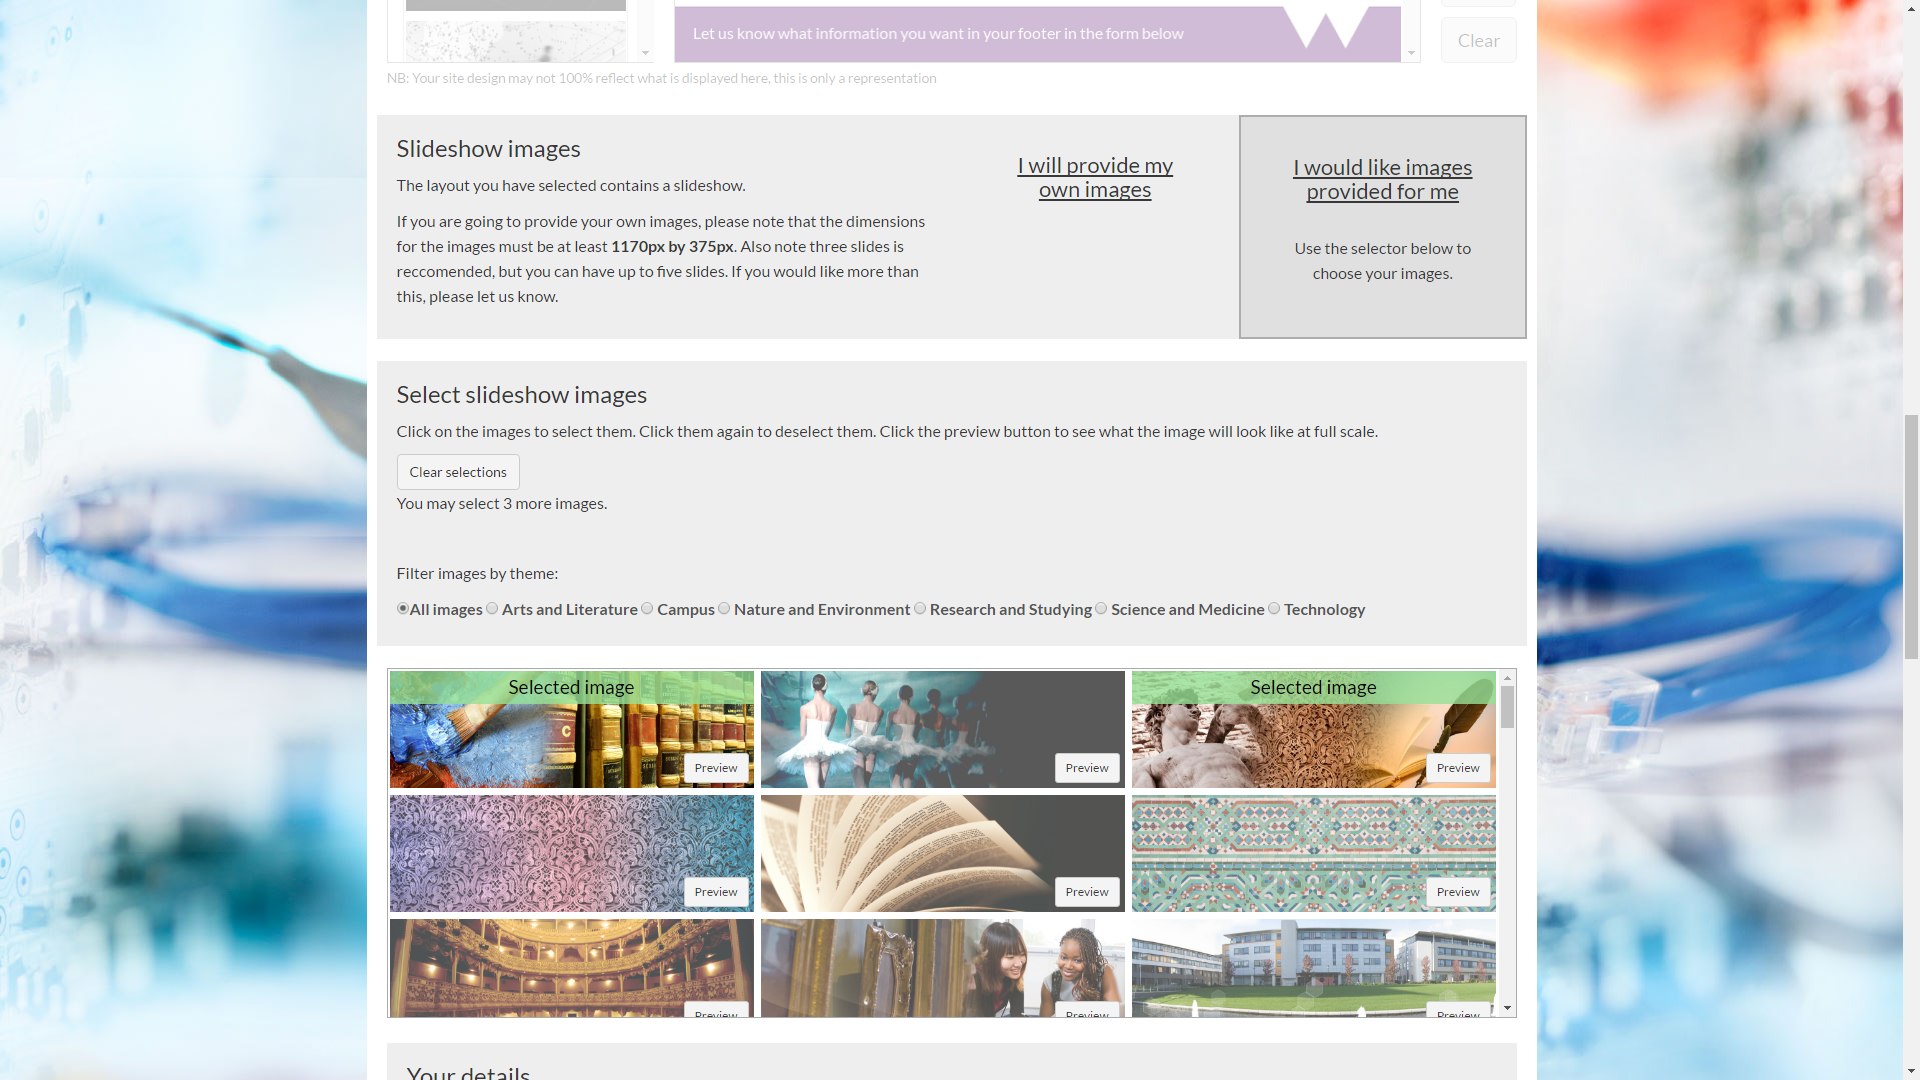 Let us know what information you want in your footer in the form below
Clear
NB: Your site design may not 100% reflect what is displayed here, this is only a representation
Slideshow images
The layout you have selected contains a slideshow.
If you are going to provide your own images, please note that the dimensions
for the images must be at least 1170px by 375px. Also note three slides is
reccomended, but you can have up to five slides. If you would like more than
this, please let us know.
I will provide my
own images
I would like images
provided for me
Use the selector below to
choose your images.
Select slideshow images
Click on the images to select them. Click them again to deselect them. Click the preview button to see what the image will look like at full scale.
Clear selections
You may select 3 more images.
Filter images by theme:
All images Arts and Literature Campus Nature and Environment Research and Studying Science and Medicine Technology
Selected image
Preview
Preview
Selected image
Preview
Preview
Preview
Preview
Preview
Preview
Preview
Your details